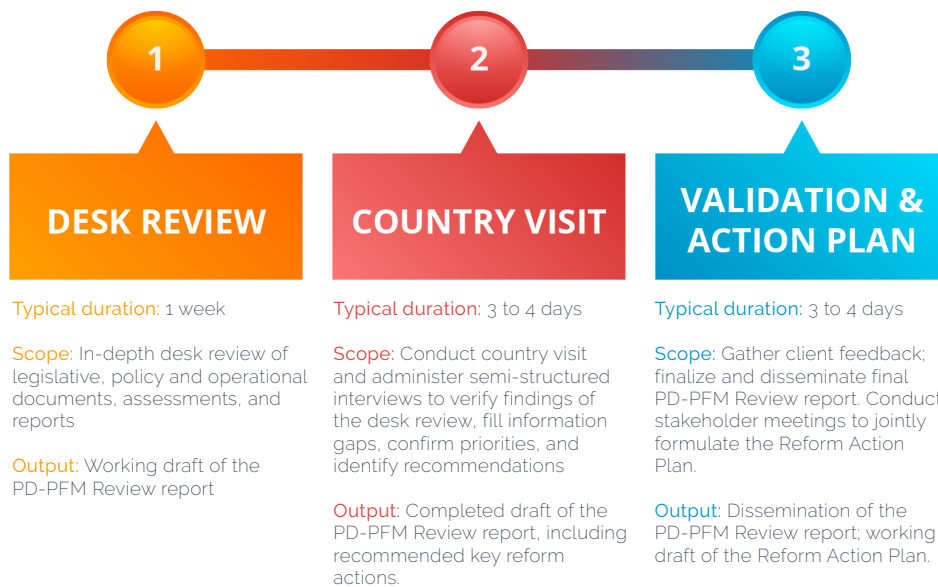 1
2
3
DESK REVIEW
Typical duration: 1 week
Scope: In-depth desk review of
legislative, policy and operational
documents, assessments, and
reports
Output: Working draft of the
PD-PFM Review report
COUNTRY VISIT
Typical duration: 3 to 4 days
Scope: Conduct country visit
and administer semi-structured
interviews to verify findings of
the desk review, fill information
gaps, confirm priorities, and
identify recommendations
Output: Completed draft of the
PD-PFM Review report, including
recommended key reform
actions.
VALIDATION &
ACTION PLAN
Typical duration: 3 to 4 days
Scope: Gather client feedback;
finalize and disseminate final
PD-PFM Review report. Conduct
stakeholder meetings to jointly
formulate the Reform Action
Plan.
Output: Dissemination of the
PD-PFM Review report; working
draft of the Reform Action Plan.